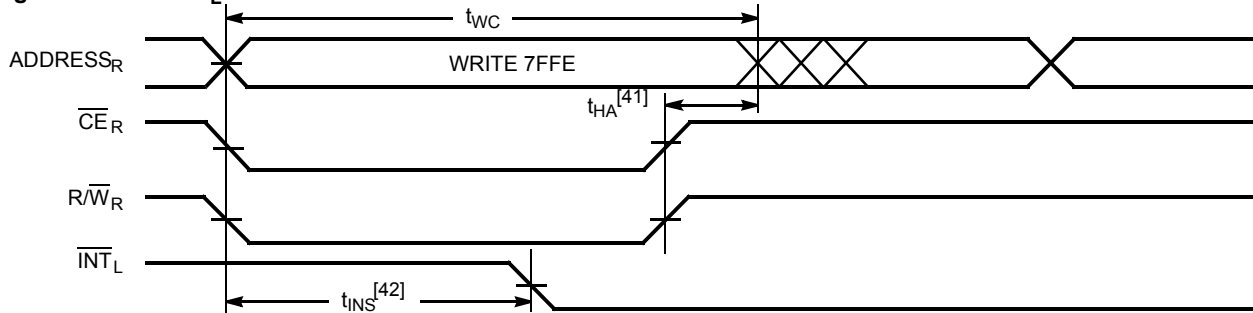 L
tWC
ADDRESSR
WRITE 7FFE
tHA[41]
CER
R/WR
INTL
tINS[42]